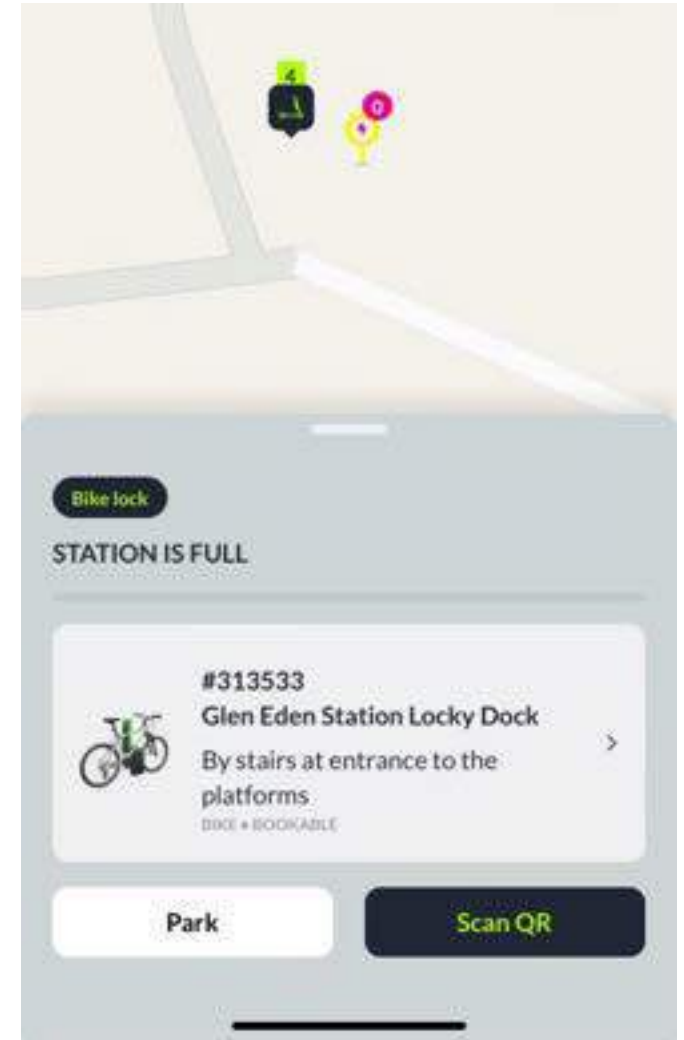 4
0
Bike lock
STATION IS FULL
#313533
Glen Eden Station Locky Dock
By stairs at entrance to the
platforms
BIKE • BOOKABLE
Park
Scan QR